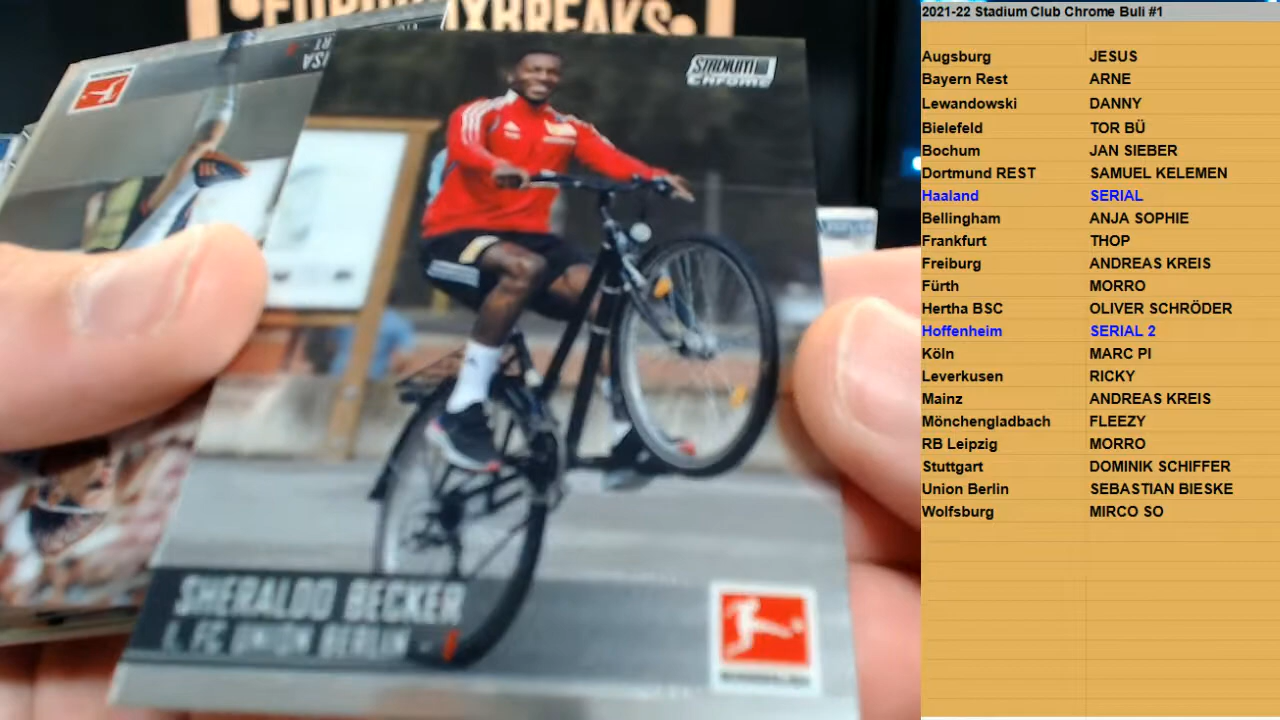 2021-22 Stadium Club Chrome Buli #1
Augsburg JESUS
Bayern Rest ARNE
Lewandowski DANNY
Bielefeld TOR BÜ
Bochum JAN SIEBER
Dortmund REST SAMUEL KELEMEN
Haaland SERIAL
Bellingham ANJA SOPHIE
Frankfurt THOP
Freiburg ANDREAS KREIS
Fürth MORRO
Hertha BSC OLIVER SCHRÖDER
Hoffenheim SERIAL 2
Köln MARC PI
Leverkusen RICKY
Mainz ANDREAS KREIS
Mönchengladbach FLEEZY
RB Leipzig MORRO
Stuttgart DOMINIK SCHIFFER
Union Berlin SEBASTIAN BIESKE
Wolfsburg MIRCO SO
STADIUM
CHROME
SHERALDO BECKER
1. FC UNION BERLIN
BUNDESLIGA